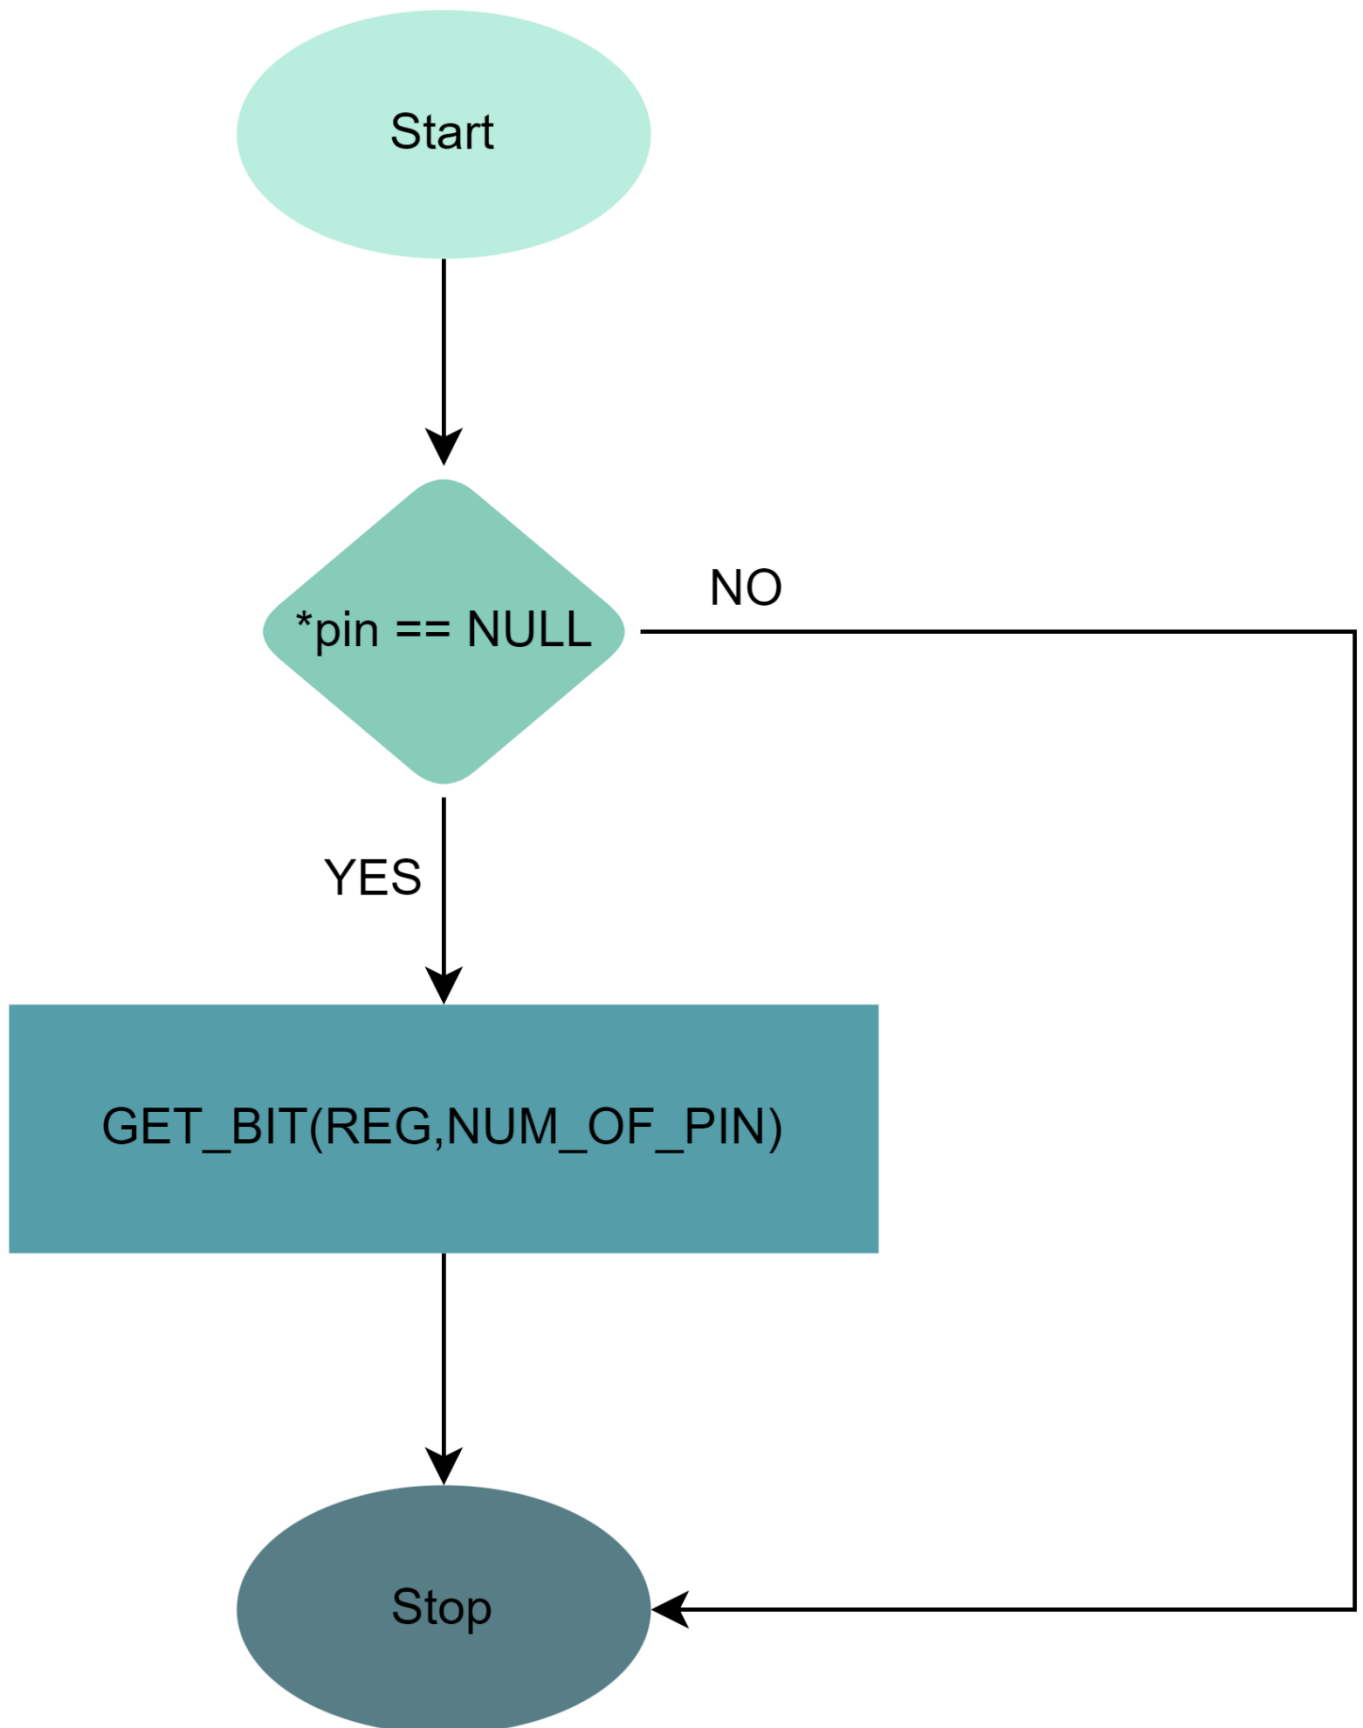 Start
*pin == NULL
NO
YES
GET_BIT(REG,NUM_OF_PIN)
Stop